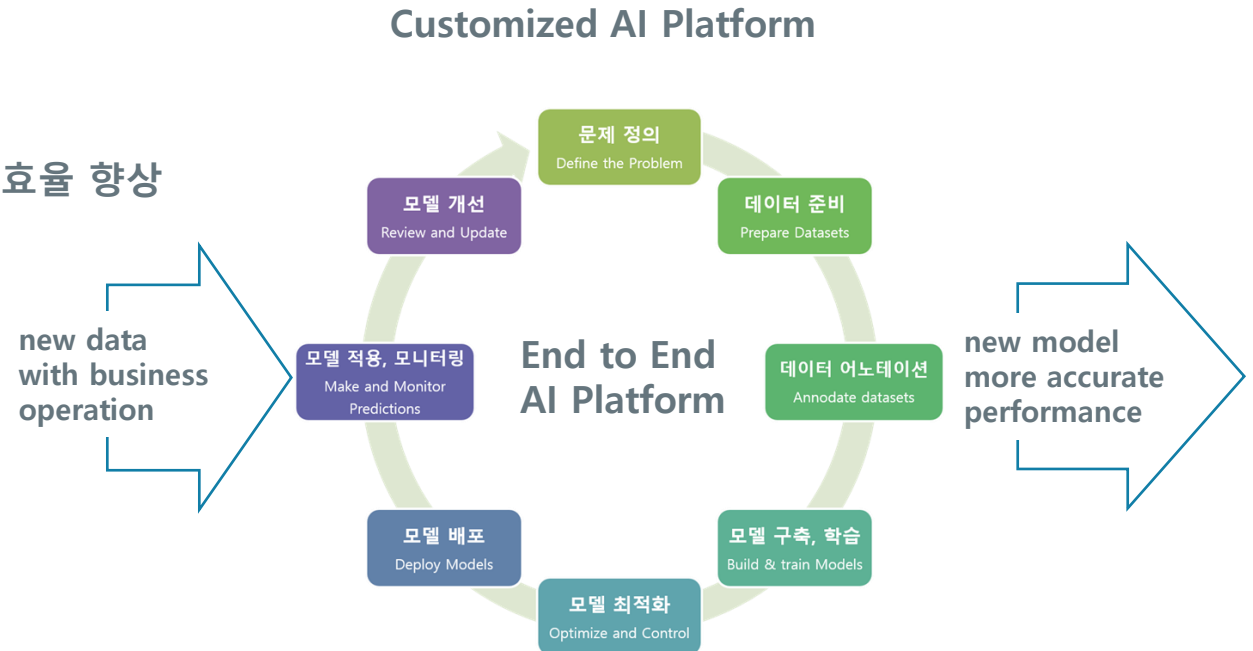 Customized AI Platform
효율 향상
문제 정의
Define the Problem
데이터 준비
Prepare Datasets
데이터 어노테이션
Annodate datasets
모델 구축, 학습
Build & train Models
모델 최적화
Optimize and Control
모델 배포
Deploy Models
모델 적용, 모니터링
Make and Monitor
Predictions
모델 개선
Review and Update
End to End
AI Platform
new data
with business
operation
new model
more accurate
performance